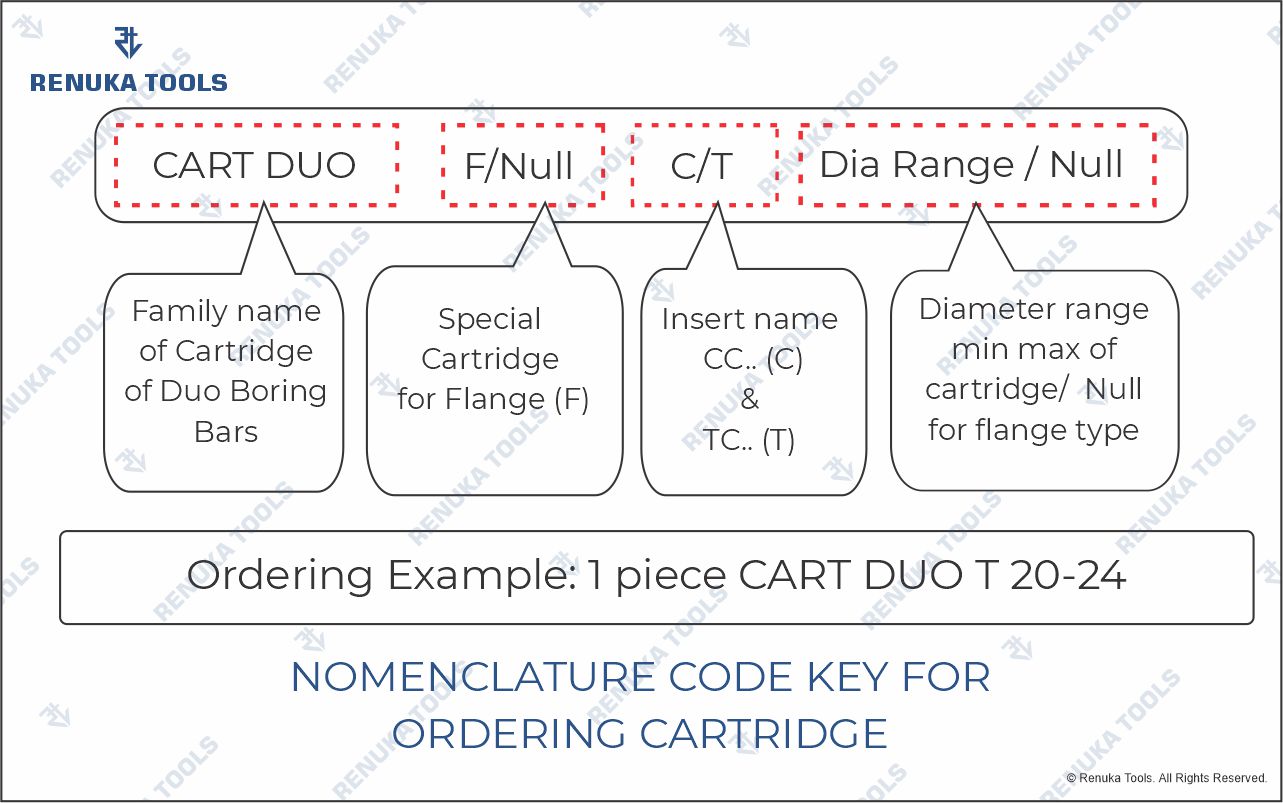 RENUKA TOOLS
CART DUO
F/Null
C/T
Dia Range / Null
Family name
of Cartridge
of Duo Boring
Bars
Special
Cartridge
for Flange (F)
Insert name
CC.. (C)
&
TC.. (T)
Diameter range
min max of
cartridge/ Null
for flange type
Ordering Example: 1 piece CART DUO T 20-24
NOMENCLATURE CODE KEY FOR
ORDERING CARTRIDGE
© Renuka Tools. All Rights Reserved.